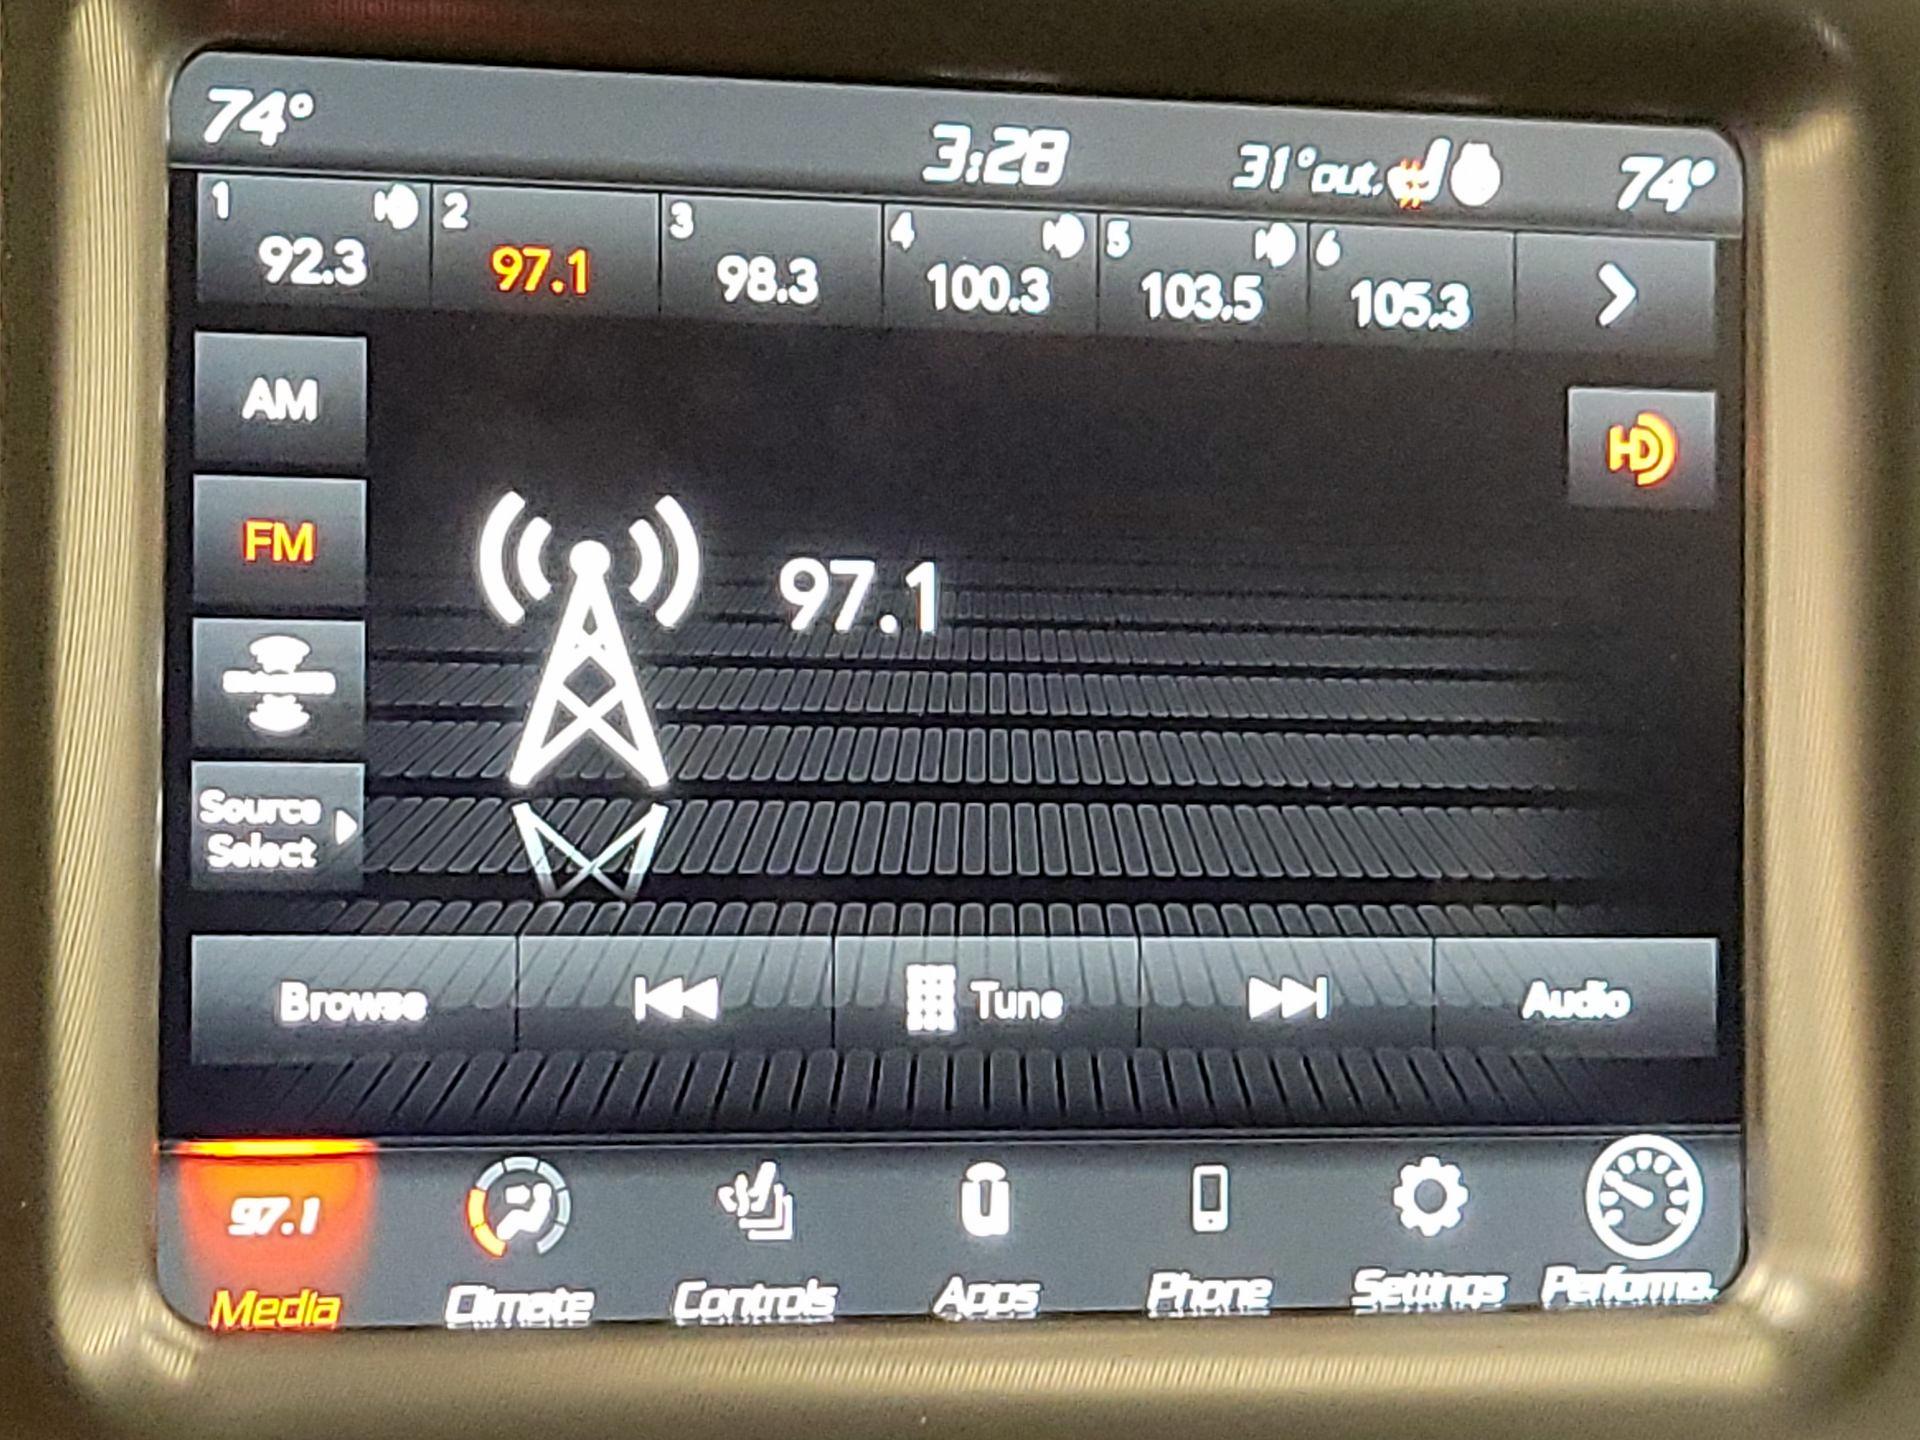 74° 3:28 31°out. 74°
1 2 3 4 5 6
92.3 97.1 98.3 100.3 103.5 105.3
AM
HD
FM
97.1
Source
Select
Browse Tune Audio
97.1
Media Climate Controls Apps Phone Settings Performa.